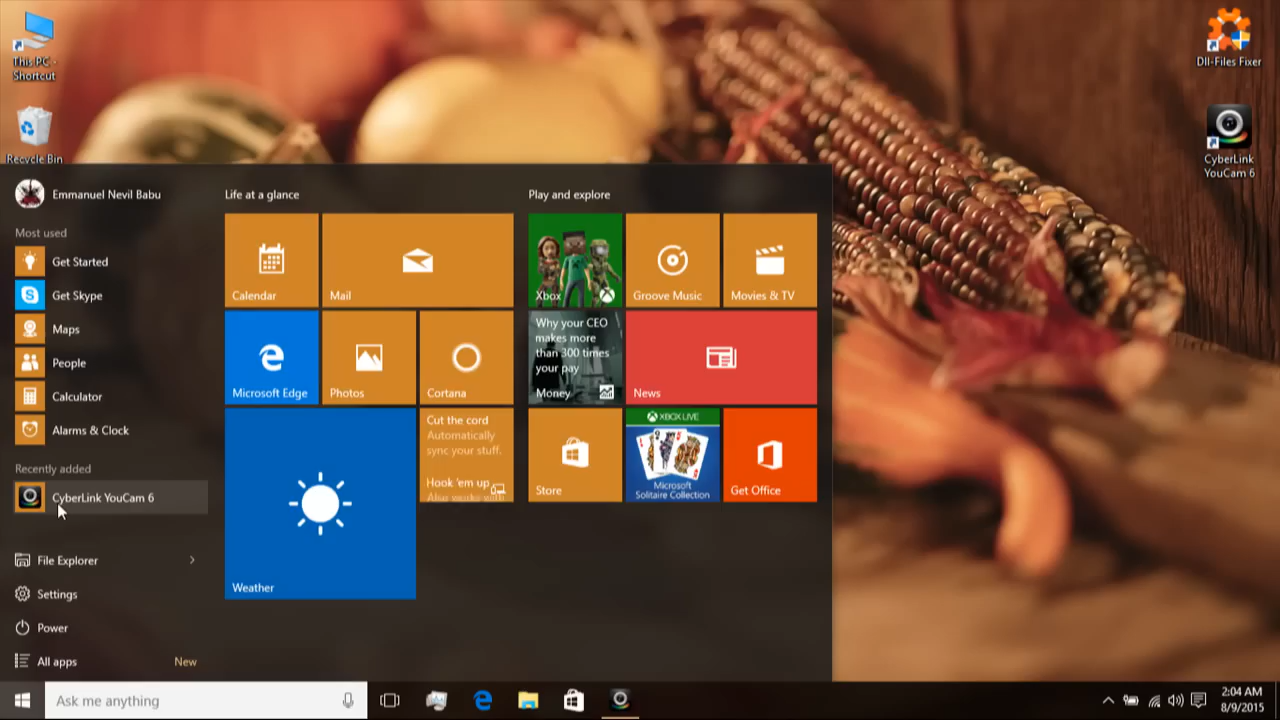 This PC -
Shortcut
Recycle Bin
Dll-Files Fixer
CyberLink
YouCam 6
Emmanuel Nevil Babu
Most used
Get Started
Get Skype
Maps
People
Calculator
Alarms & Clock
Recently added
CyberLink YouCam 6
File Explorer
Settings
Power
All apps
New
Life at a glance
Calendar
Mail
Microsoft Edge
Photos
Cortana
Weather
Cut the cord
Automatically
sync your stuff.
Hook 'em up
Also works with
Play and explore
Xbox
Groove Music
Movies & TV
Why your CEO
makes more
than 300 times
your pay
Money
News
Store
XBOX LIVE
Microsoft
Solitaire Collection
Get Office
Ask me anything
2:04 AM
8/9/2015